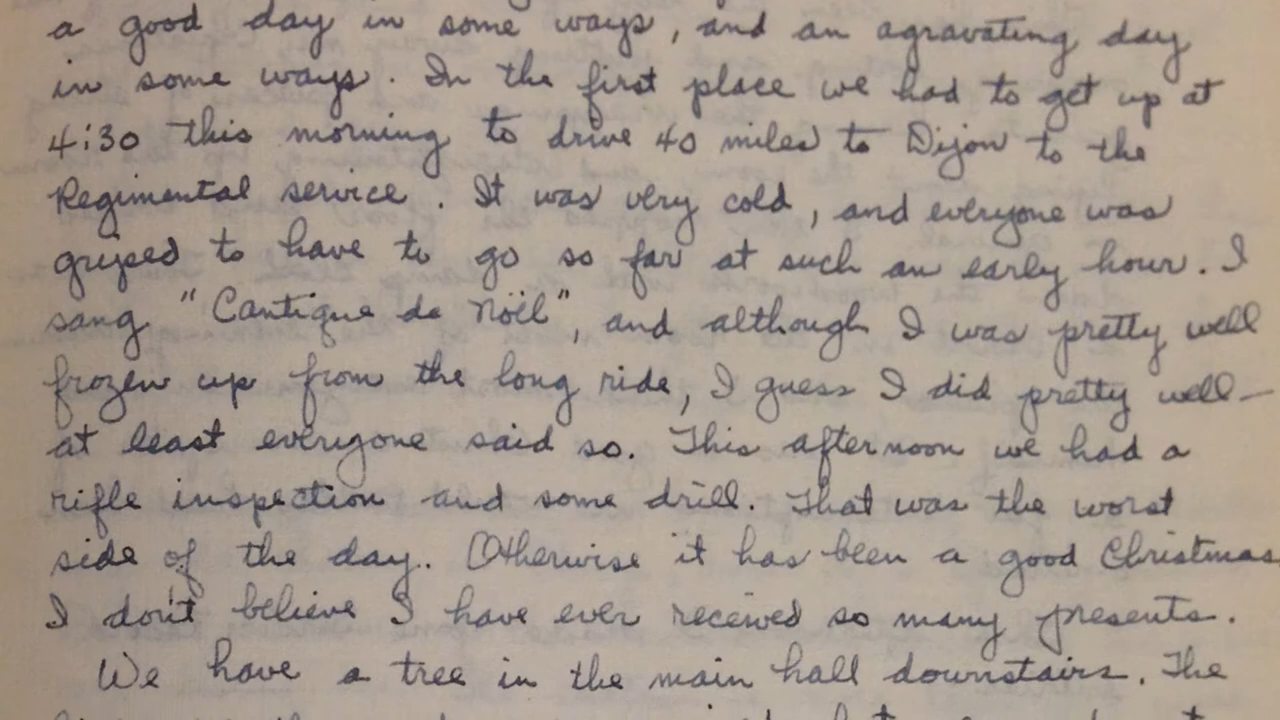 a good day in some ways, and an agravating day
in some ways. In the first place we had to get up at
4:30 this morning to drive 40 miles to Dijon to the
Regimental service. It was very cold, and everyone was
griped to have to go so far at such an early hour. I
sang "Cantique de Noël", and although I was pretty well
frozen up from the long ride, I guess I did pretty well—
at least everyone said so. This afternoon we had a
rifle inspection and some drill. That was the worst
side of the day. Otherwise it has been a good Christmas
I don't believe I have ever received so many presents.
We have a tree in the main hall downstairs. The